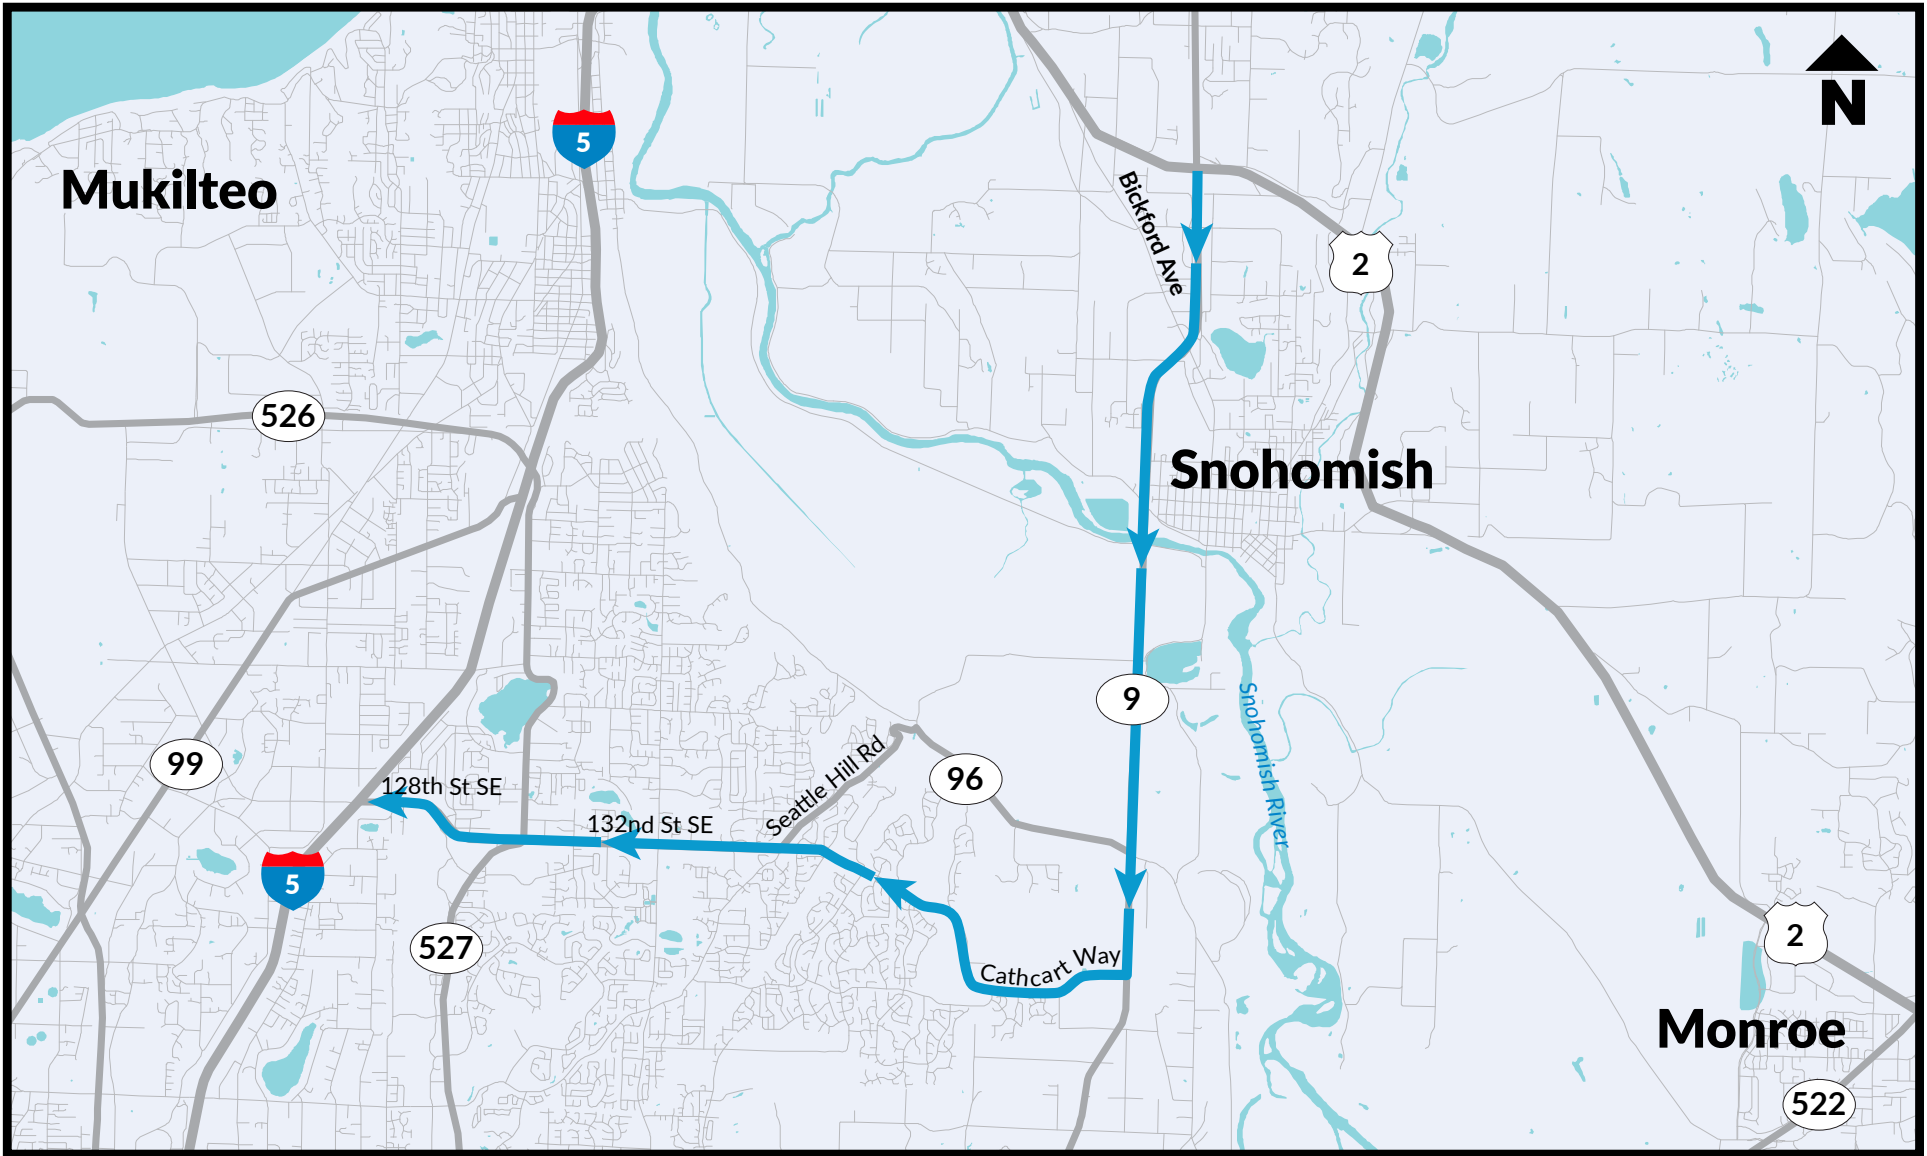 N
5
Mukilteo
Bickford Ave
2
526
Snohomish
9
Snohomish River
99
96
Seattle Hill Rd
128th St SE
132nd St SE
5
527
Cathcart Way
2
Monroe
522